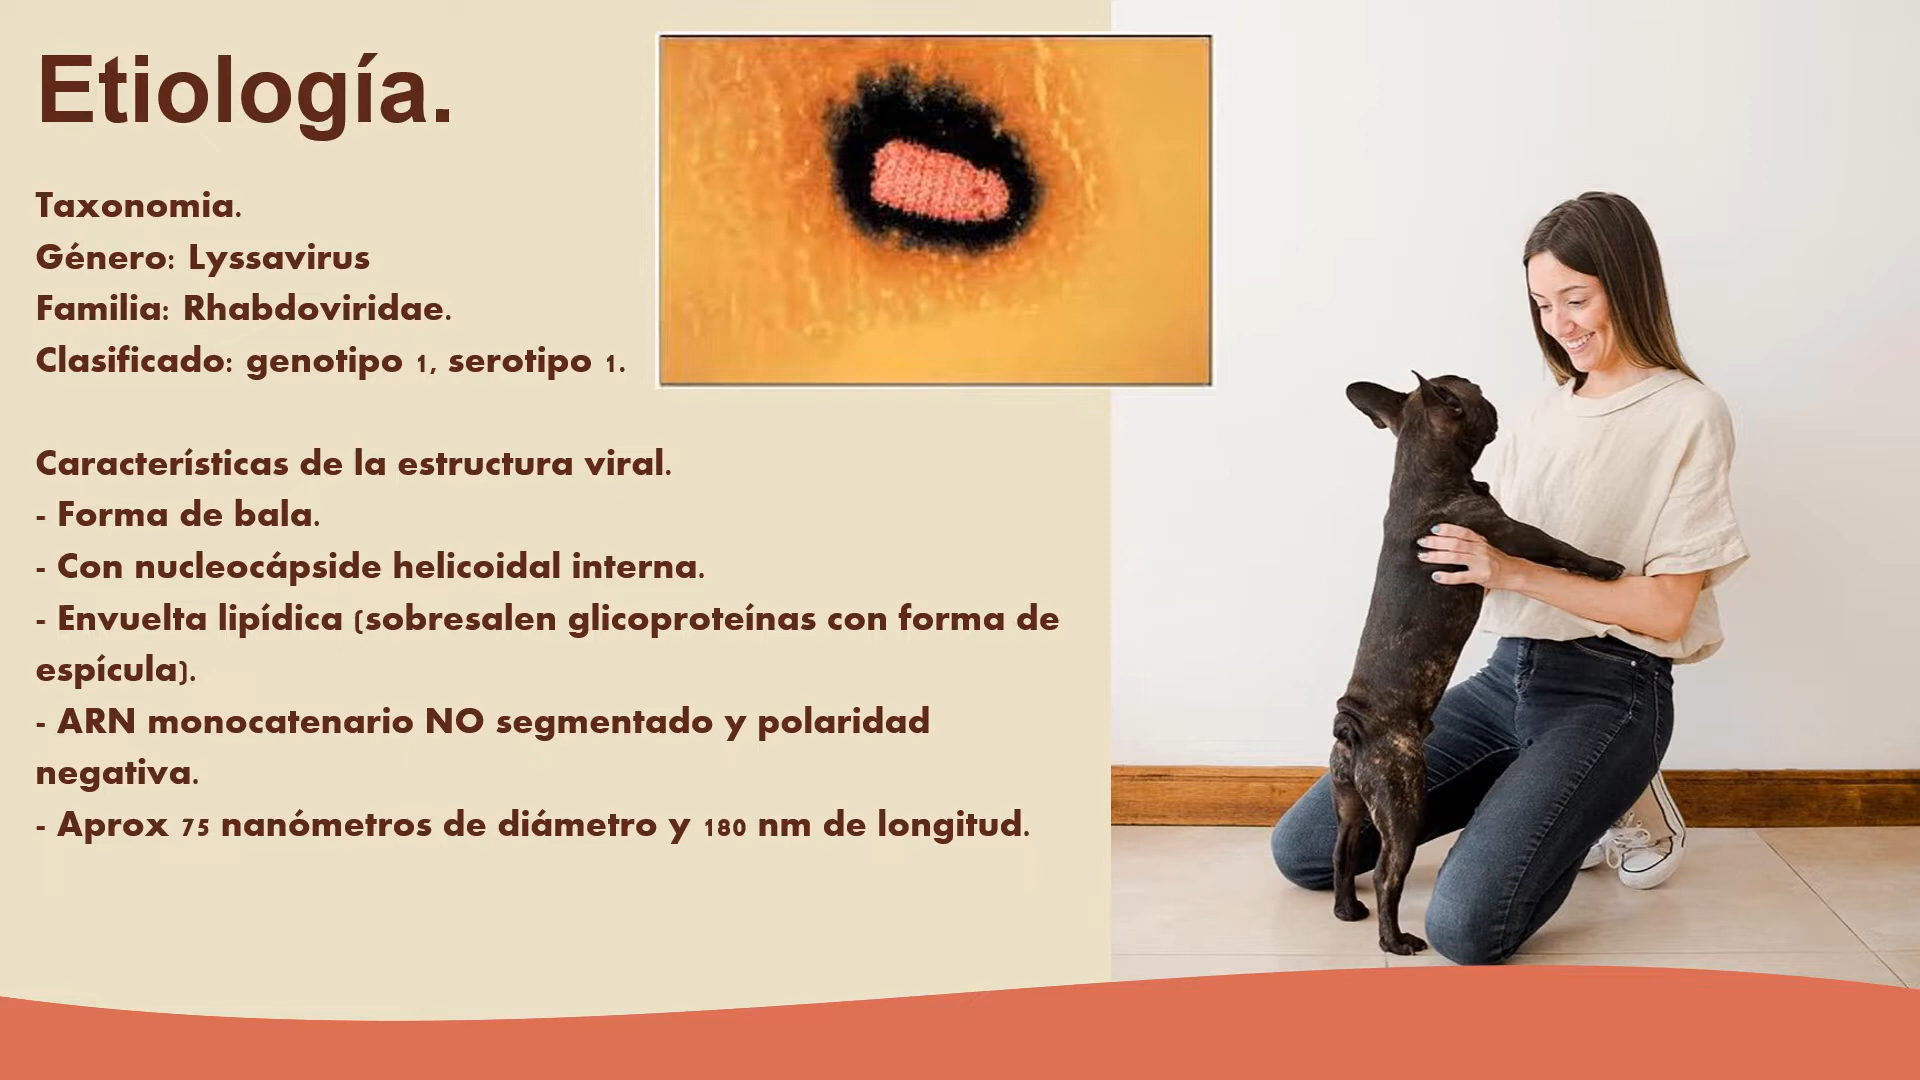 Etiología.
Taxonomia.
Género: Lyssavirus
Familia: Rhabdoviridae.
Clasificado: genotipo 1, serotipo 1.
Características de la estructura viral.
- Forma de bala.
- Con nucleocápside helicoidal interna.
- Envuelta lipídica (sobresalen glicoproteínas con forma de
espícula).
- ARN monocatenario NO segmentado y polaridad
negativa.
- Aprox 75 nanómetros de diámetro y 180 nm de longitud.